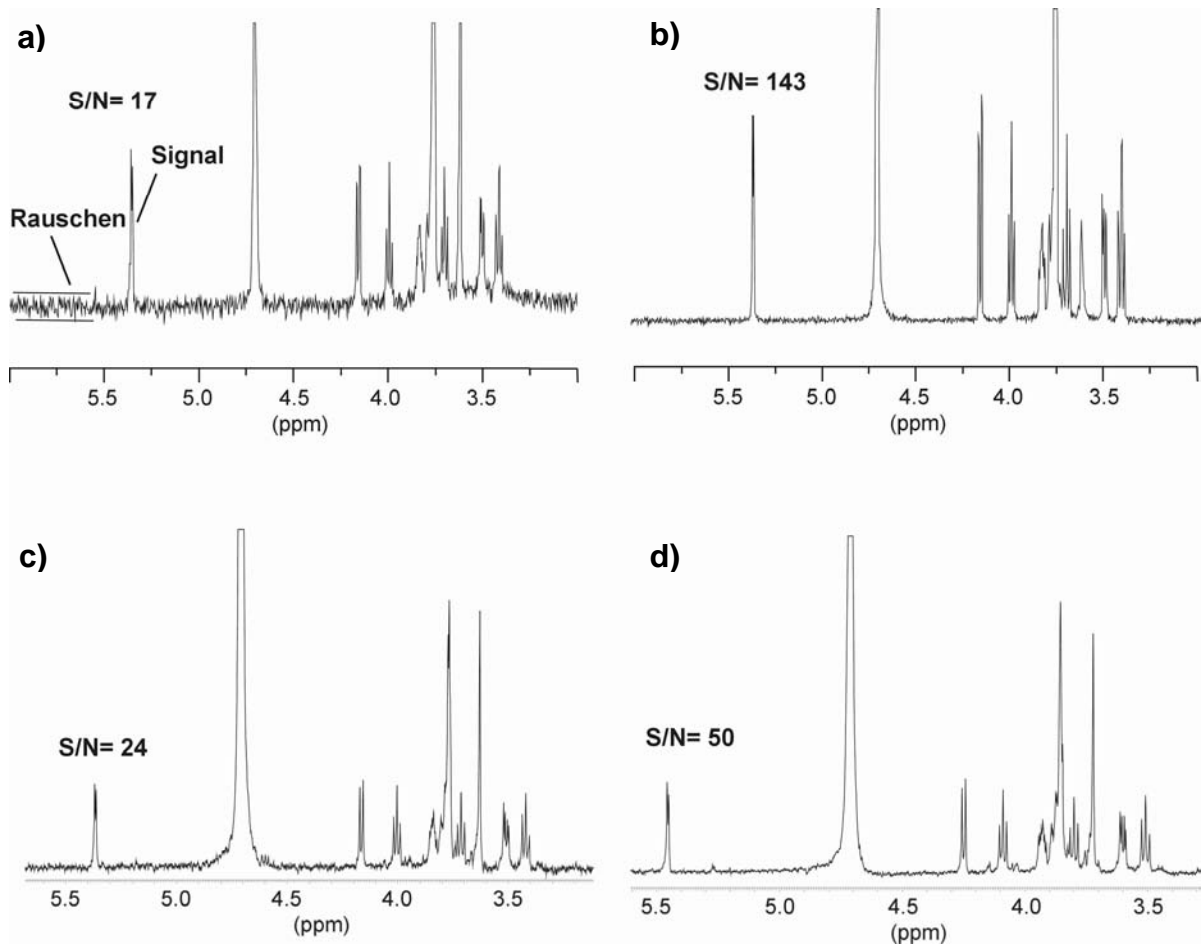 a)
S/N= 17
Signal
Rauschen
5.5 5.0 4.5 4.0 3.5
(ppm)
b)
S/N= 143
5.5 5.0 4.5 4.0 3.5
(ppm)
c)
S/N= 24
5.5 5.0 4.5 4.0 3.5
(ppm)
d)
S/N= 50
5.5 5.0 4.5 4.0 3.5
(ppm)